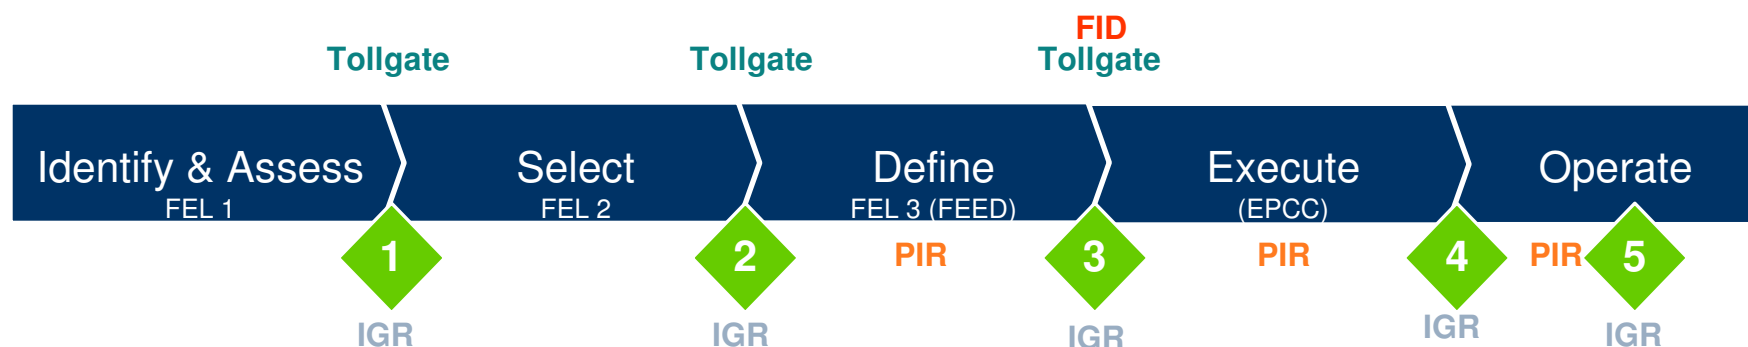 FID
Tollgate
Tollgate
Tollgate
Identify & Assess
FEL 1
Select
FEL 2
Define
FEL 3 (FEED)
Execute
(EPCC)
Operate
1
2
PIR
3
PIR
4
PIR
5
IGR
IGR
IGR
IGR
IGR